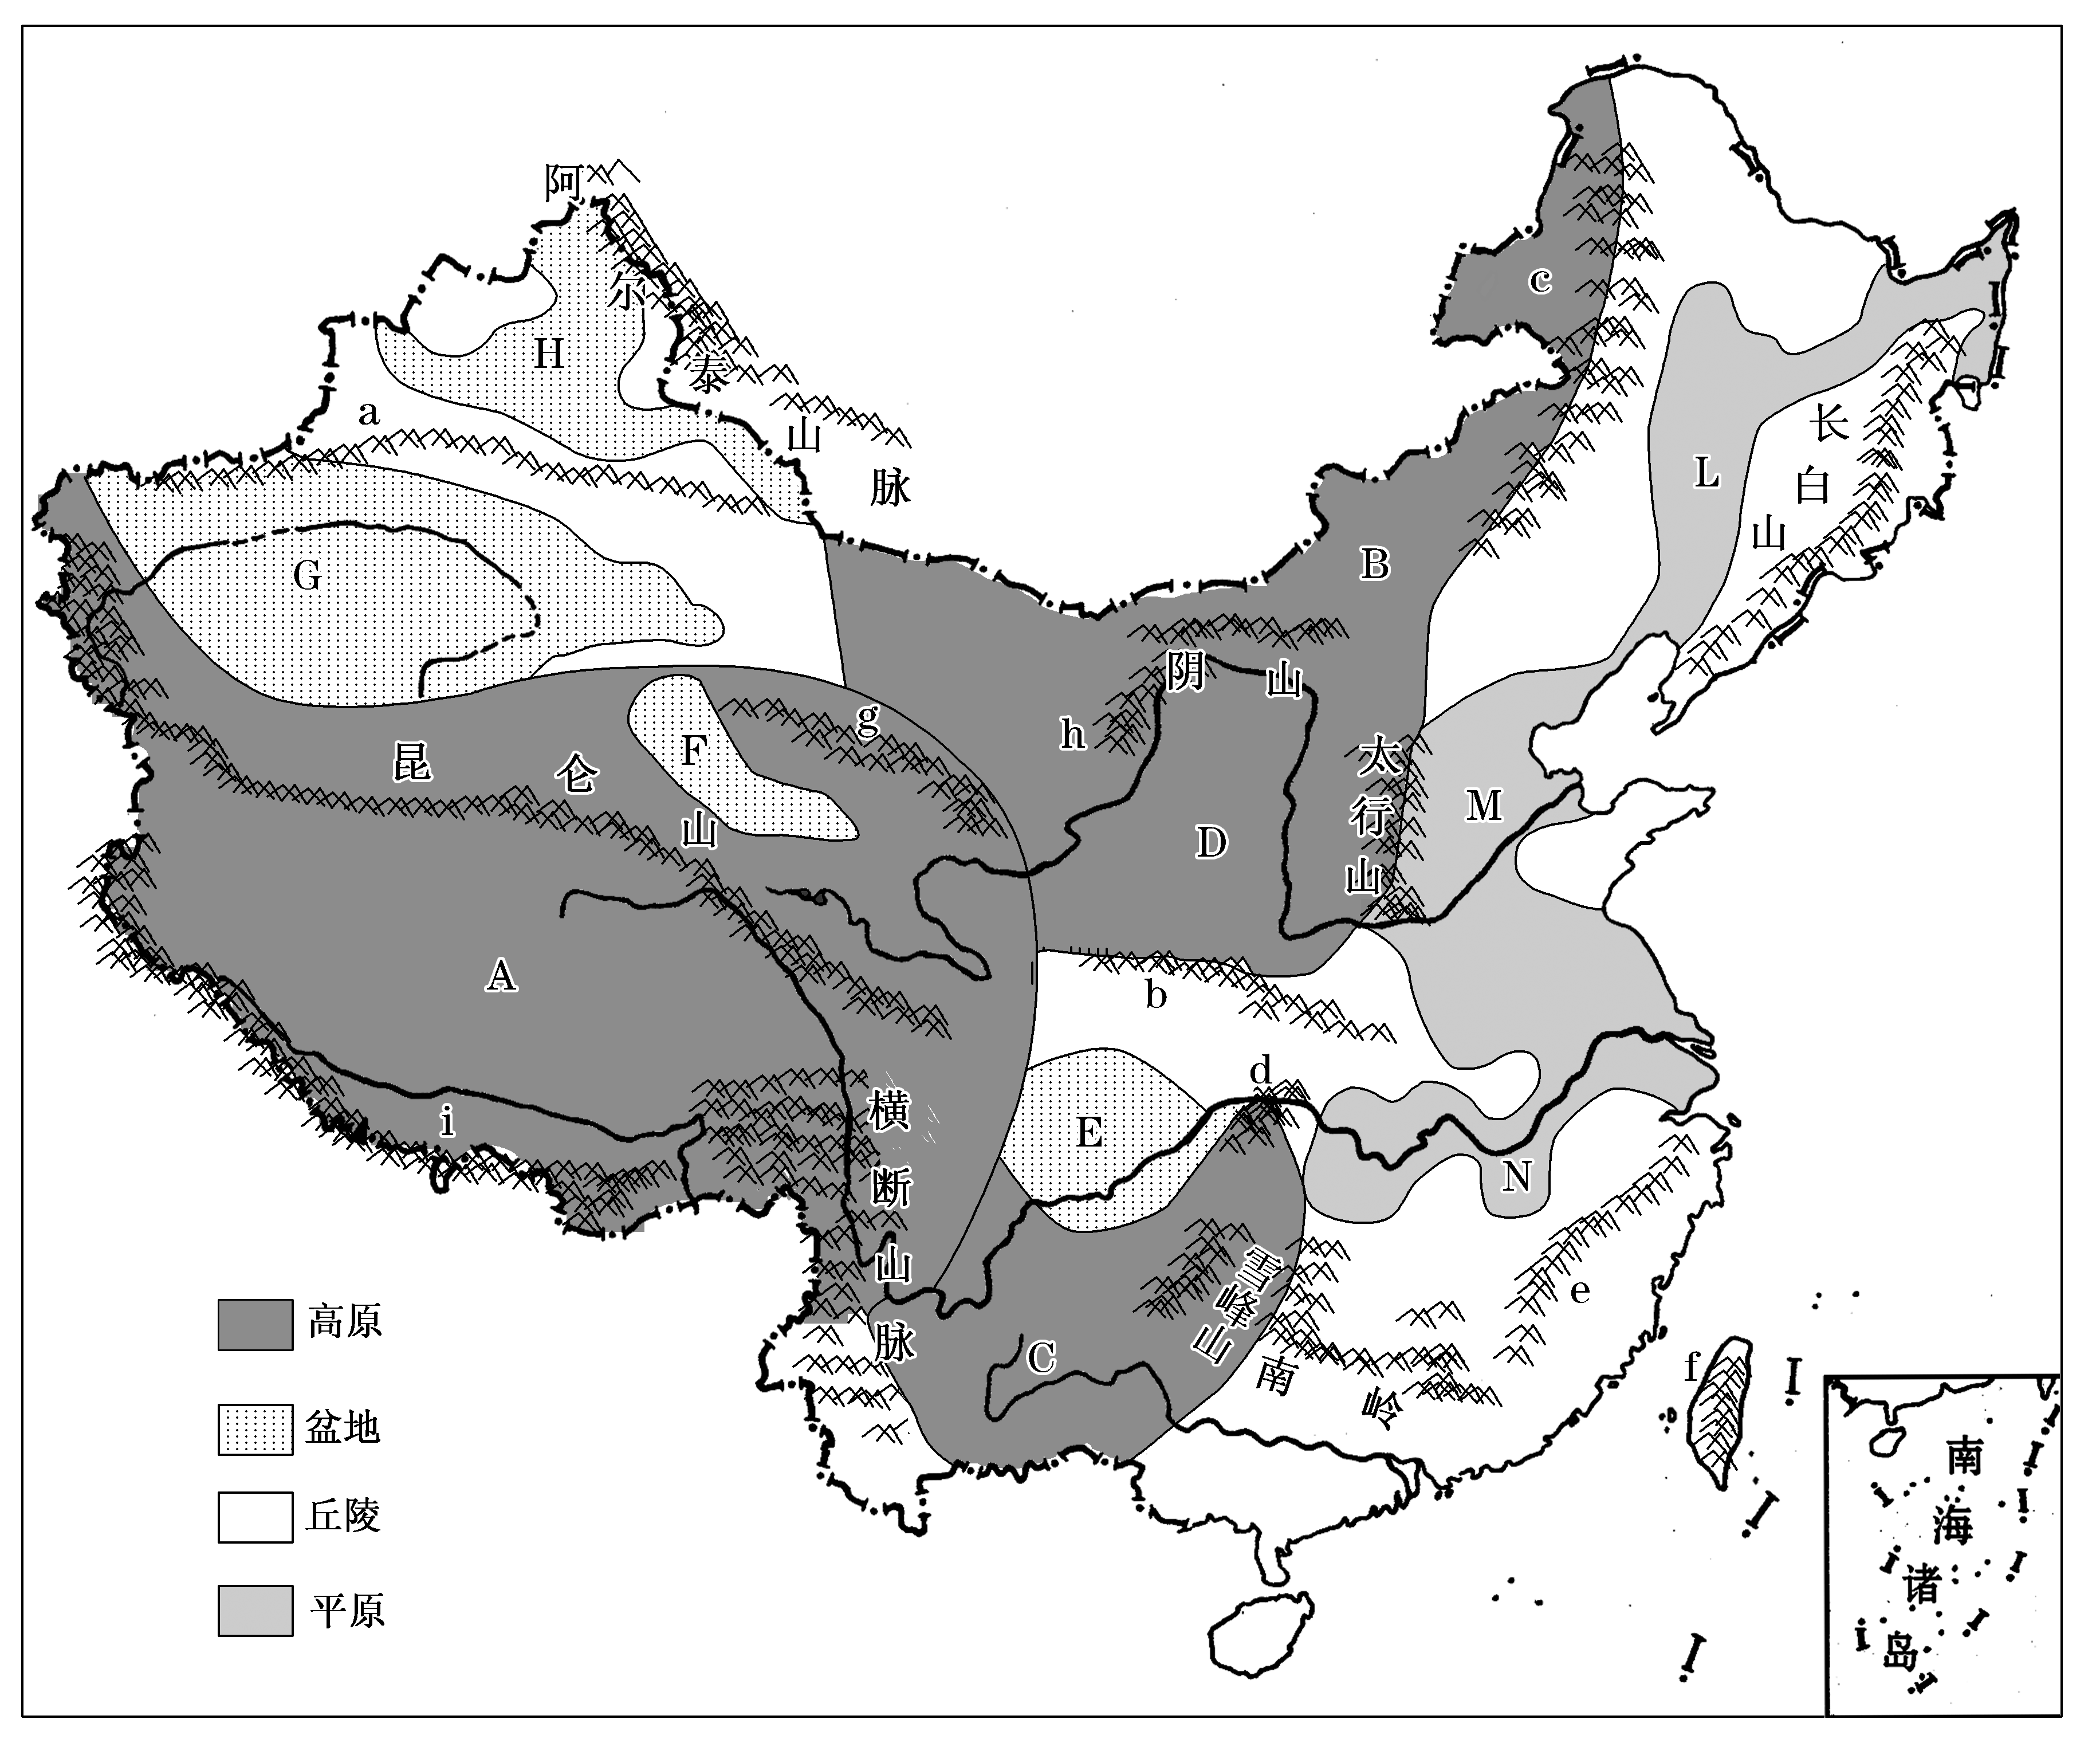 阿
尔
泰
山
脉
H
a
G
c
L
长
白
山
B
阴
山
h
g
F
昆
仑
山
太
行
山
M
D
A
b
i
横
断
山
脉
d
E
N
雪
峰
山
C
南
岭
e
f
高原
盆地
丘陵
平原
南
海
诸
岛